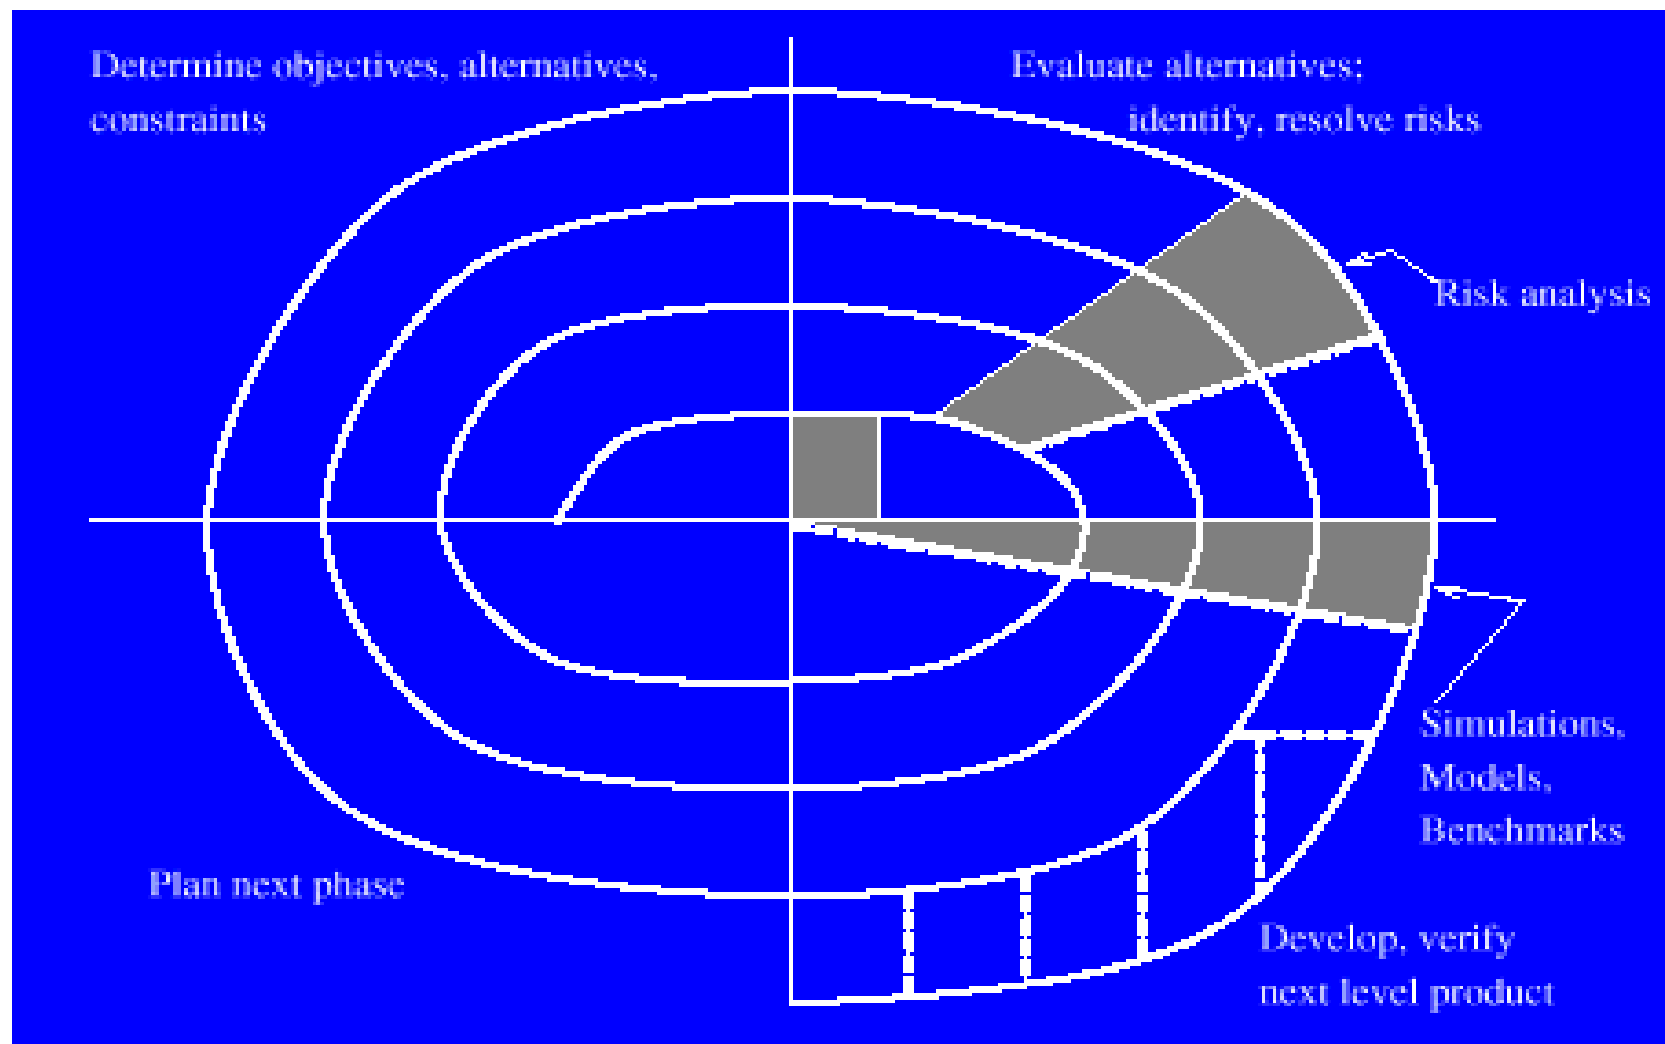 Determine objectives, alternatives,
constraints
Evaluate alternatives;
identify, resolve risks
Risk analysis
Simulations,
Models,
Benchmarks
Plan next phase
Develop, verify
next level product